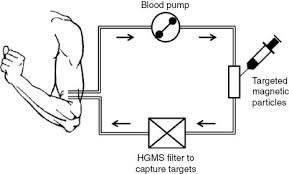 Blood pump
Targeted
magnetic
particles
HGMS filter to
capture targets